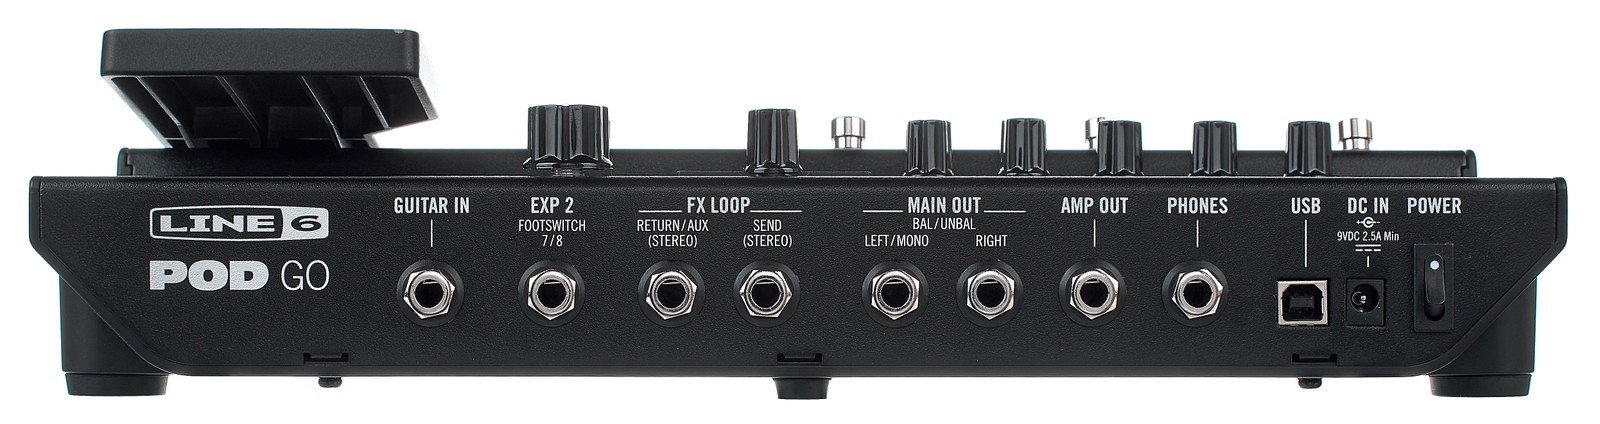 LINE 6
POD GO
GUITAR IN
EXP 2
FOOTSWITCH
7/8
FX LOOP
RETURN/AUX
(STEREO)
SEND
(STEREO)
MAIN OUT
BAL/UNBAL
LEFT/MONO
RIGHT
AMP OUT
PHONES
USB
DC IN
9VDC 2.5A Min
POWER